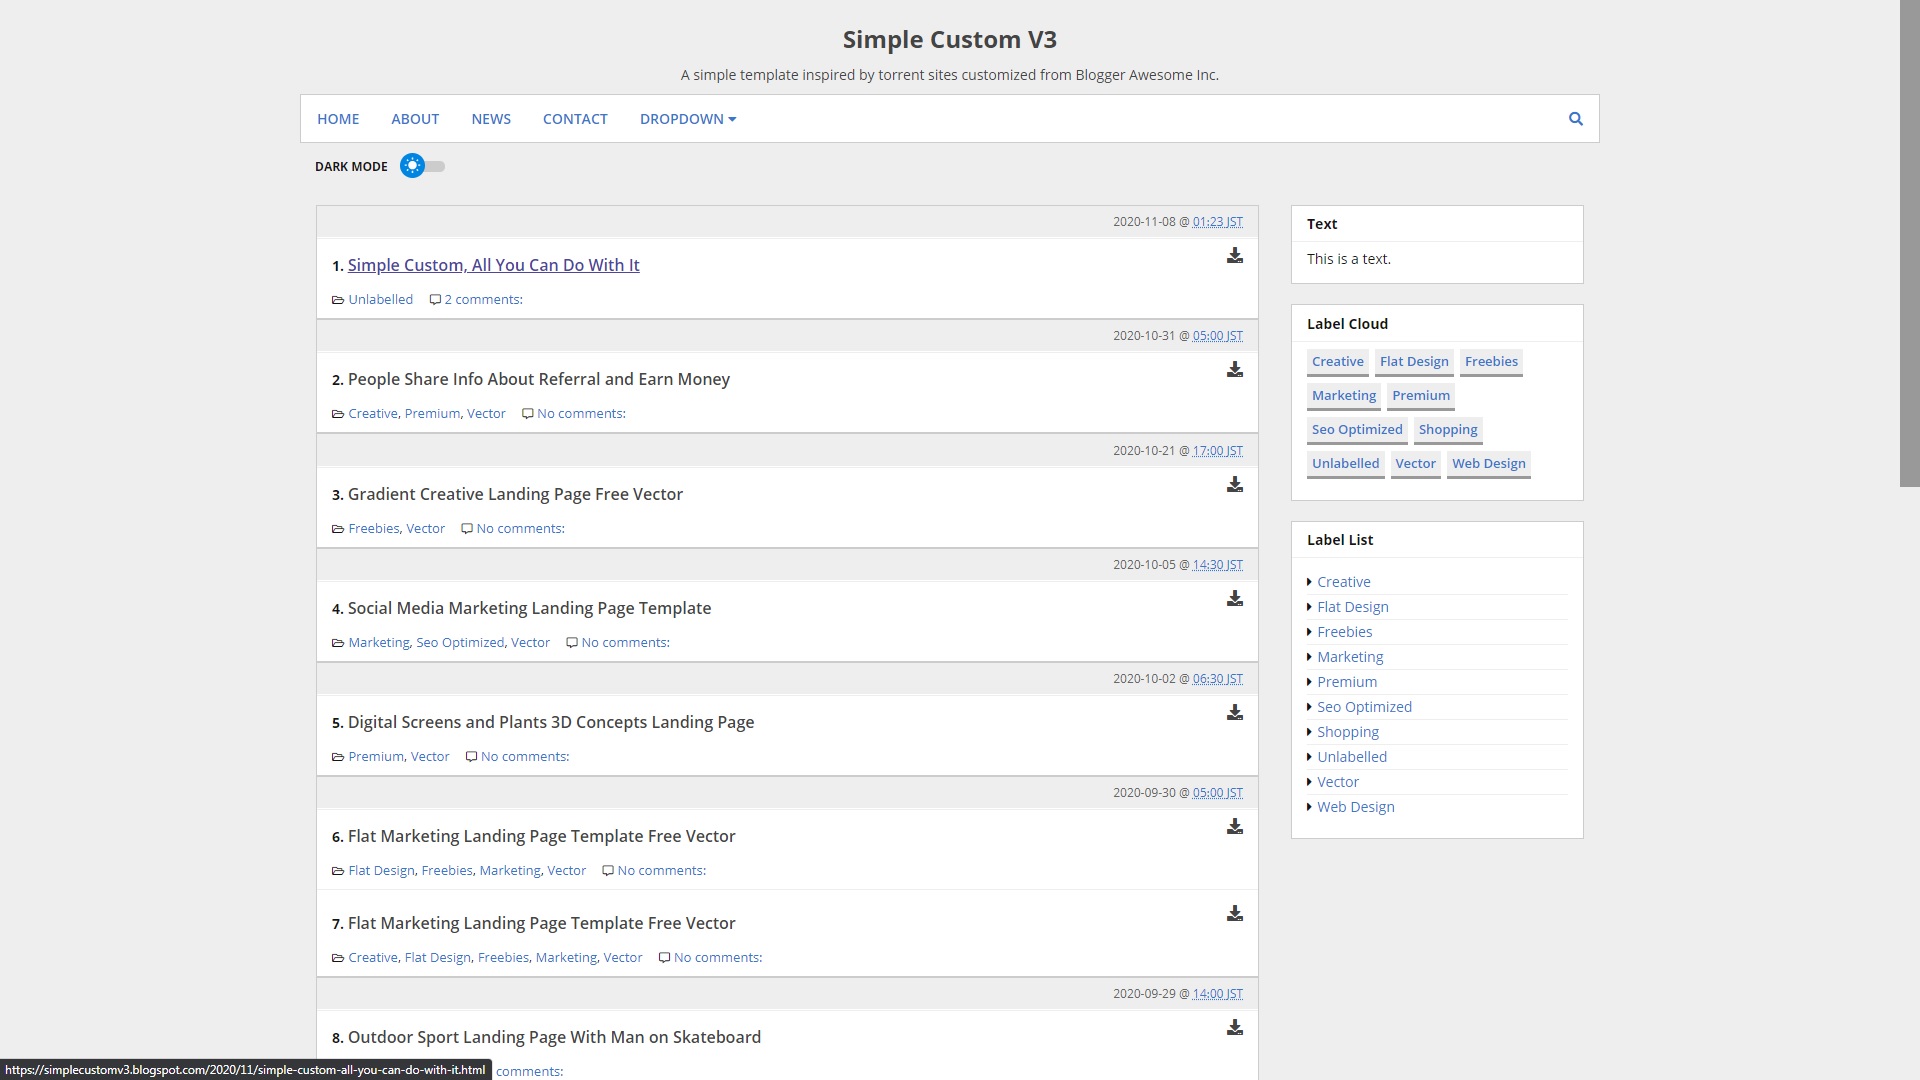 Simple Custom V3
A simple template inspired by torrent sites customized from Blogger Awesome Inc.
HOME ABOUT NEWS CONTACT DROPDOWN
DARK MODE
2020-11-08 @ 01:23 JST
1. Simple Custom, All You Can Do With It
Unlabelled 2 comments:
2020-10-31 @ 05:00 JST
2. People Share Info About Referral and Earn Money
Creative, Premium, Vector No comments:
2020-10-21 @ 17:00 JST
3. Gradient Creative Landing Page Free Vector
Freebies, Vector No comments:
2020-10-05 @ 14:30 JST
4. Social Media Marketing Landing Page Template
Marketing, Seo Optimized, Vector No comments:
2020-10-02 @ 06:30 JST
5. Digital Screens and Plants 3D Concepts Landing Page
Premium, Vector No comments:
2020-09-30 @ 05:00 JST
6. Flat Marketing Landing Page Template Free Vector
Flat Design, Freebies, Marketing, Vector No comments:
7. Flat Marketing Landing Page Template Free Vector
Creative, Flat Design, Freebies, Marketing, Vector No comments:
2020-09-29 @ 14:00 JST
8. Outdoor Sport Landing Page With Man on Skateboard
comments:
Text
This is a text.
Label Cloud
Creative Flat Design Freebies
Marketing Premium
Seo Optimized Shopping
Unlabelled Vector Web Design
Label List
Creative
Flat Design
Freebies
Marketing
Premium
Seo Optimized
Shopping
Unlabelled
Vector
Web Design
https://simplecustomv3.blogspot.com/2020/11/simple-custom-all-you-can-do-with-it.html